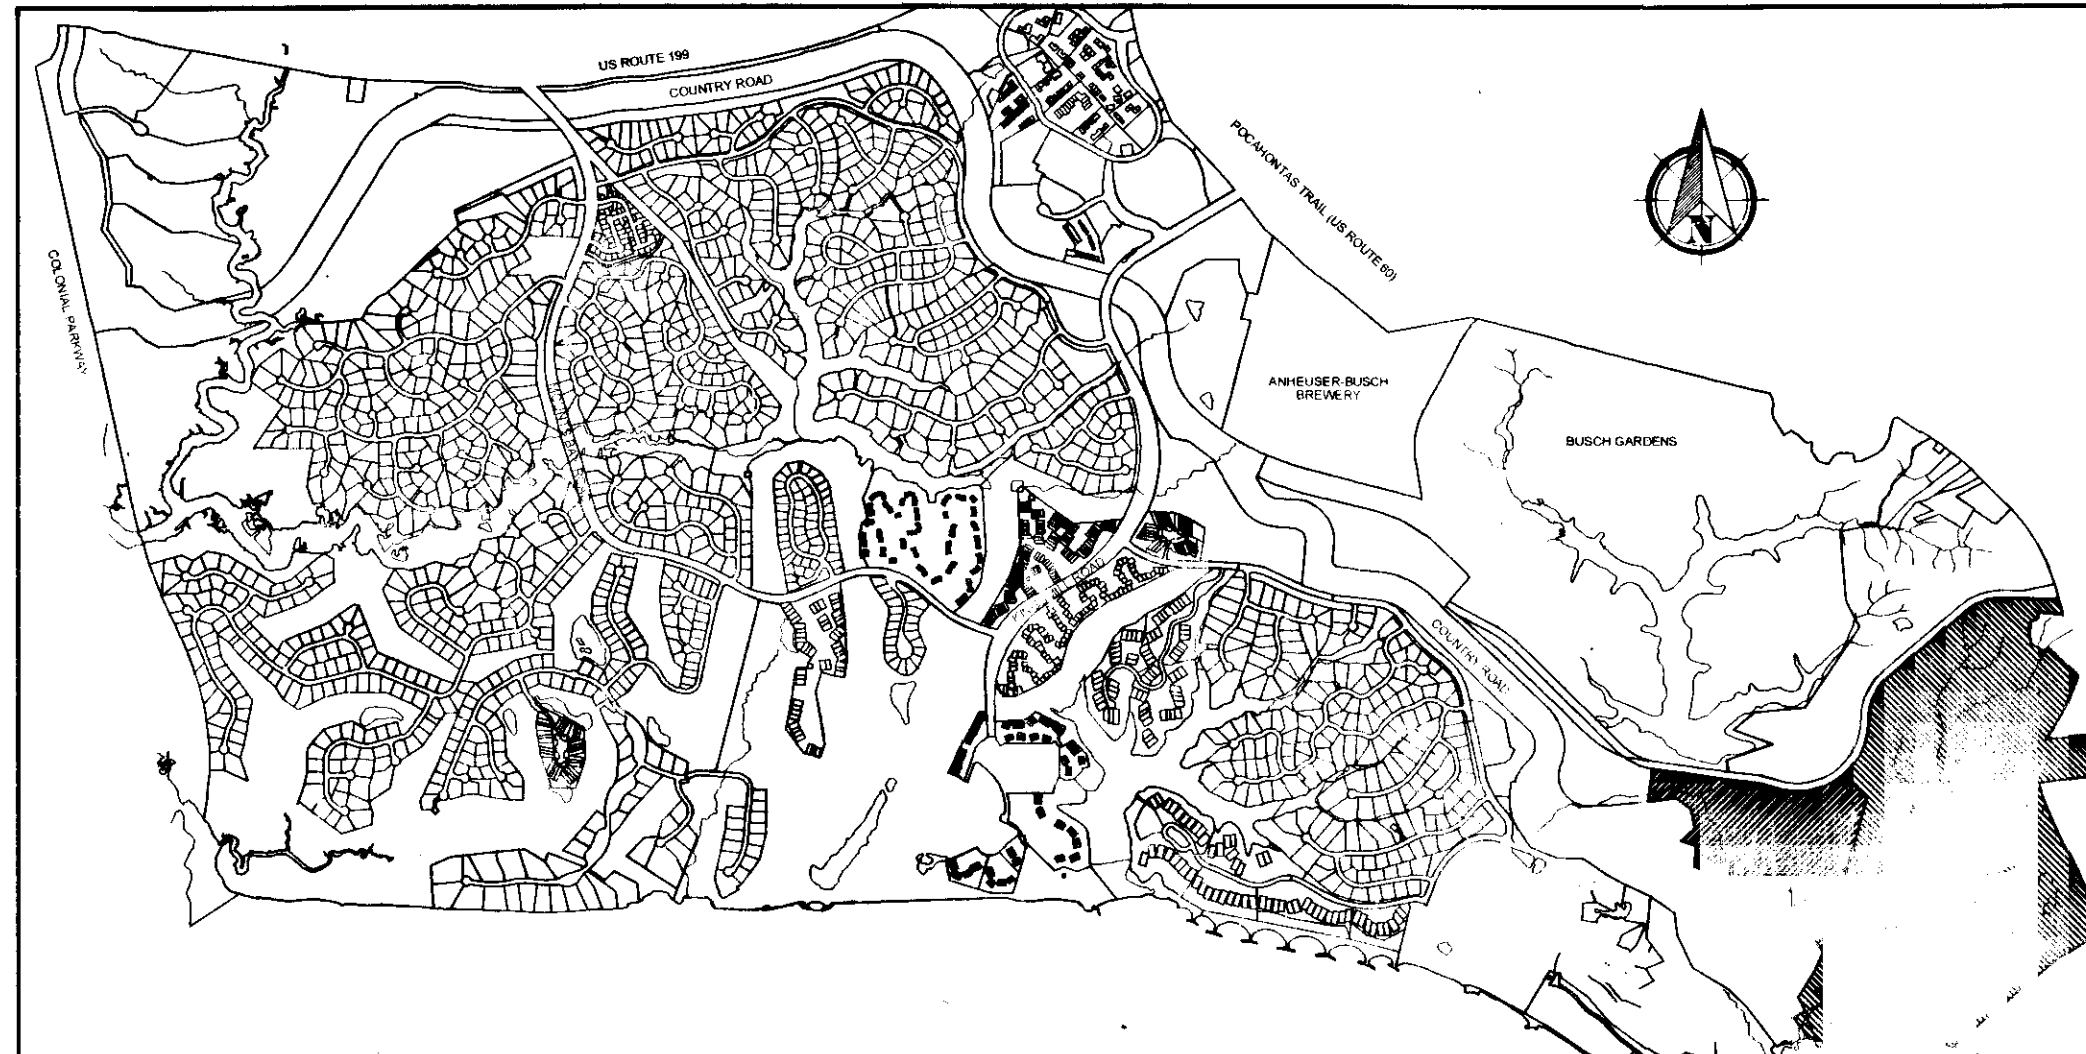 US ROUTE 199
COUNTRY ROAD
POCAHONTAS TRAIL (US ROUTE 60)
N
COLONIAL PARKWAY
ANHEUSER-BUSCH
BREWERY
BUSCH GARDENS
ROAD
COUNTRY ROAD